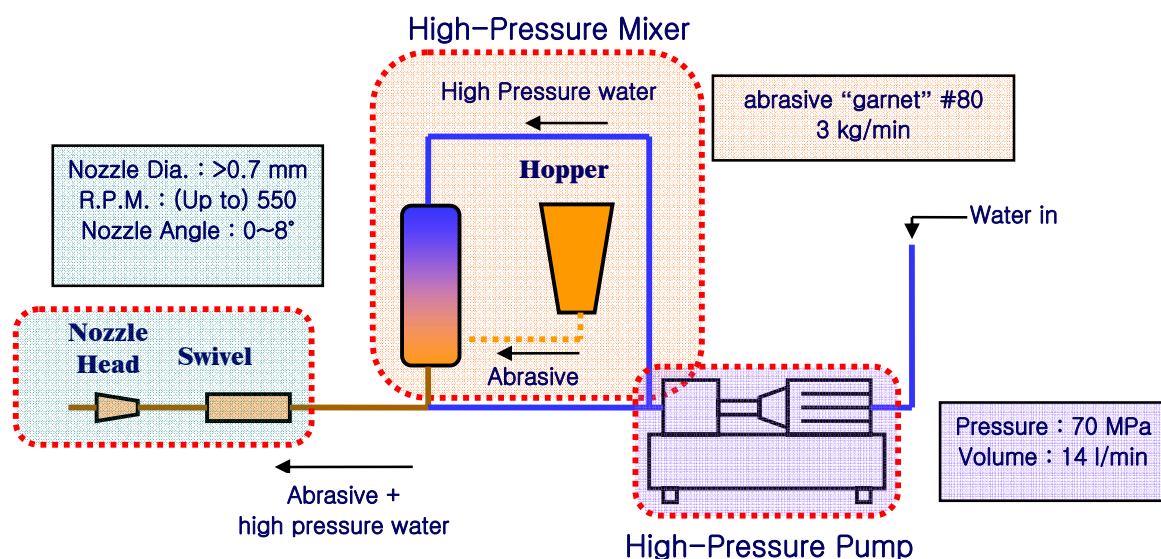 High-Pressure Mixer
High Pressure water
abrasive “garnet” #80
3 kg/min
Nozzle Dia. : >0.7 mm
R.P.M. : (Up to) 550
Nozzle Angle : 0~8°
Hopper
Water in
Nozzle
Head
Swivel
Abrasive
Pressure : 70 MPa
Volume : 14 l/min
Abrasive +
high pressure water
High-Pressure Pump